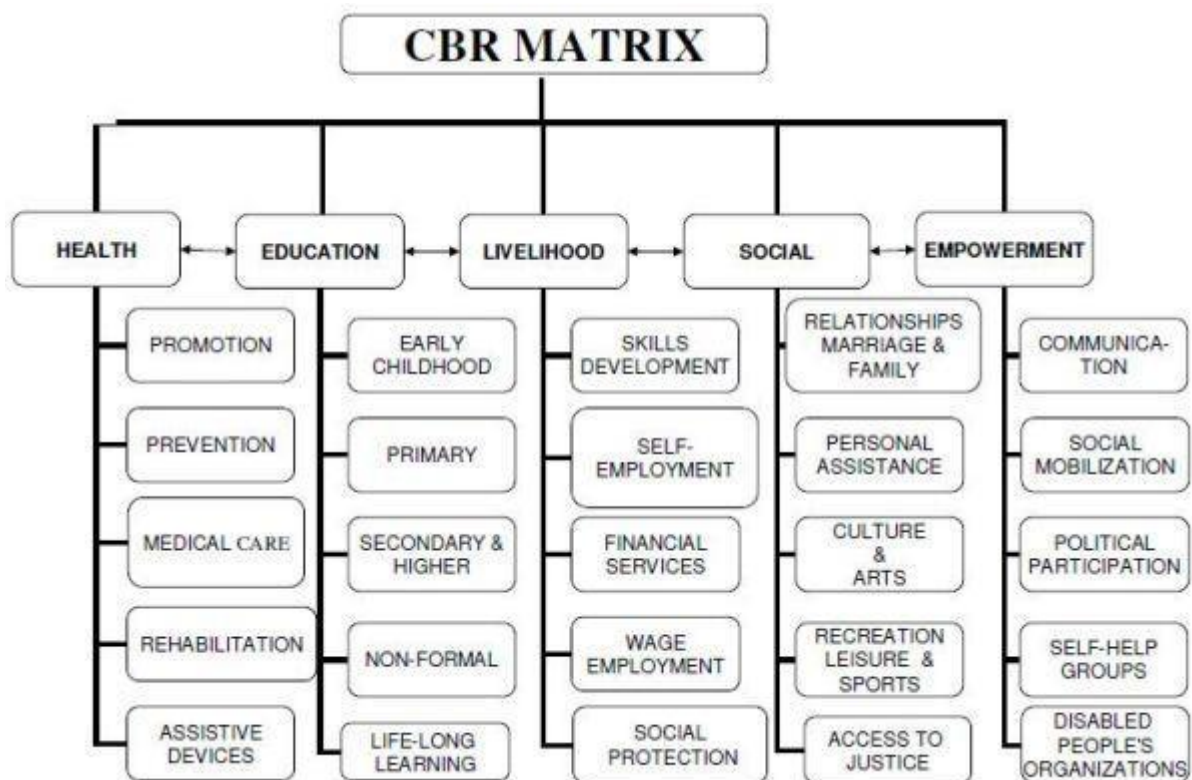 CBR MATRIX
HEALTH
EDUCATION
LIVELIHOOD
SOCIAL
EMPOWERMENT
PROMOTION
PREVENTION
MEDICAL CARE
REHABILITATION
ASSISTIVE
DEVICES
EARLY
CHILDHOOD
PRIMARY
SECONDARY &
HIGHER
NON-FORMAL
LIFE-LONG
LEARNING
SKILLS
DEVELOPMENT
SELF-
EMPLOYMENT
FINANCIAL
SERVICES
WAGE
EMPLOYMENT
SOCIAL
PROTECTION
RELATIONSHIPS
MARRIAGE &
FAMILY
PERSONAL
ASSISTANCE
CULTURE
&
ARTS
RECREATION
LEISURE &
SPORTS
ACCESS TO
JUSTICE
COMMUNICA-
TION
SOCIAL
MOBILIZATION
POLITICAL
PARTICIPATION
SELF-HELP
GROUPS
DISABLED
PEOPLE'S
ORGANIZATIONS